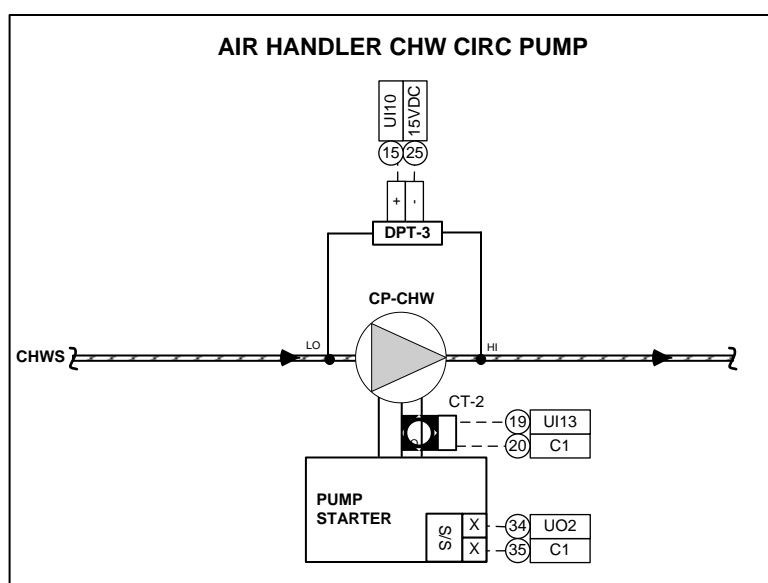 AIR HANDLER CHW CIRC PUMP
UI10
15VDC
15 25
+ -
DPT-3
CP-CHW
LO
HI
CHWS
CT-2
19 UI13
20 C1
PUMP
STARTER
S/S
X 34 UO2
X 35 C1